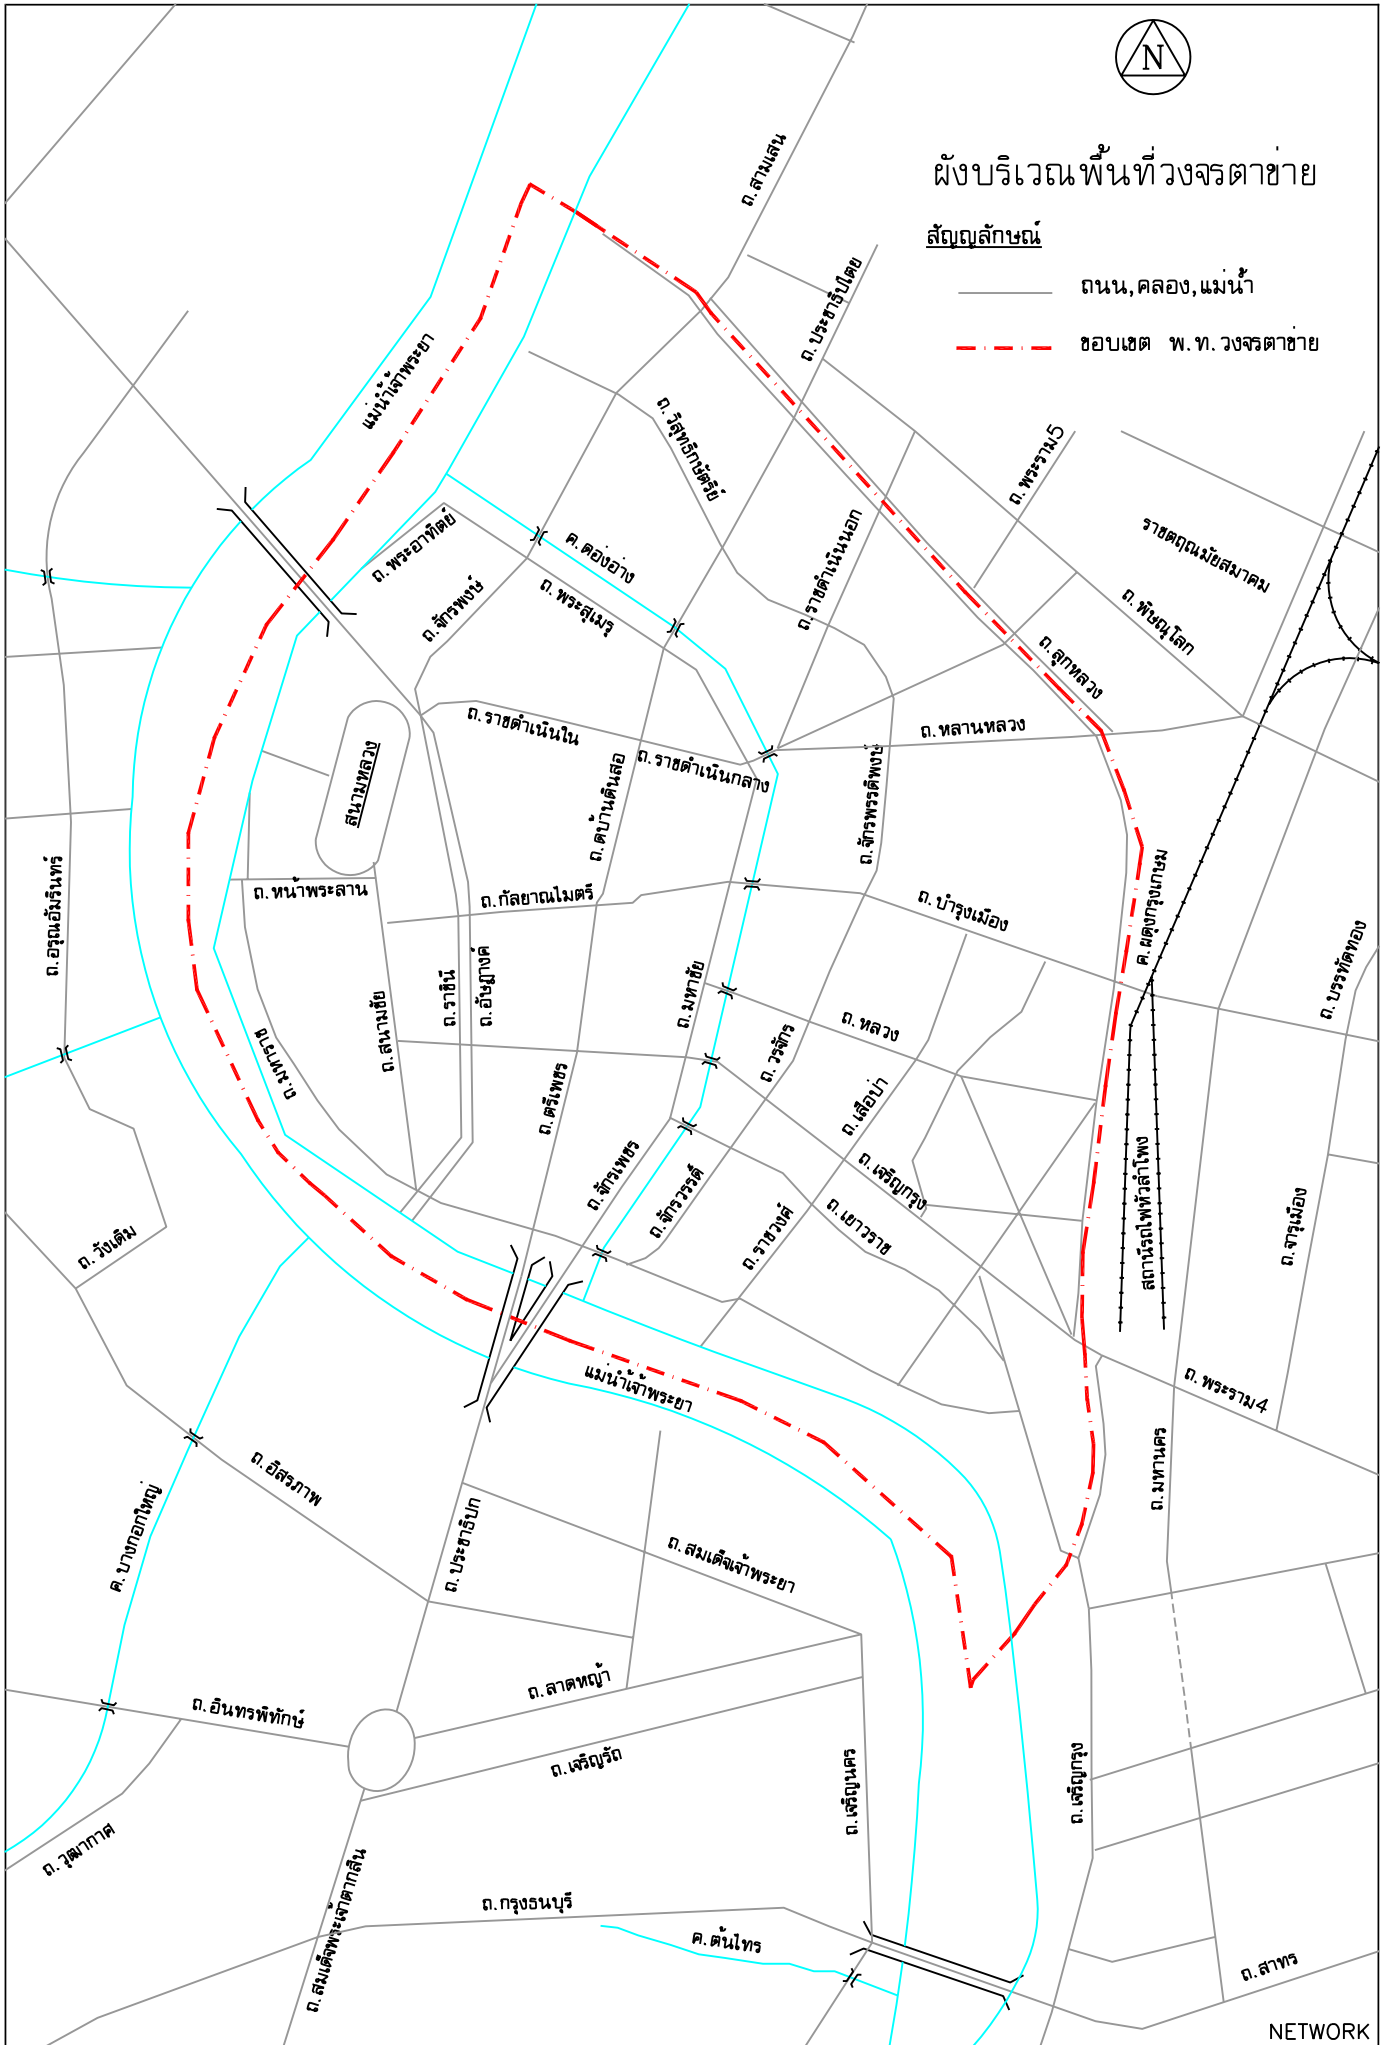 N
ผังบริเวณพื้นที่วงจรตาข่าย
สัญญลักษณ์
ถนน,คลอง,แม่น้ำ
ขอบเขต พ.ท.วงจรตาข่าย
ถ.สามเสน
ถ.ประชาธิปไตย
แม่น้ำเจ้าพระยา
ถ.วิสุทธิกษัตริย์
ถ.พระราม5
ราชตฤณมัยสมาคม
ถ.พระอาทิตย์
ค.ตองอ่าง
ถ.ราชดำเนินนอก
ถ.จักรพงษ์
ถ.พระสุเมรุ
ถ.พิษณุโลก
ถ.ลูกหลวง
ถ.ราชดำเนินใน
ถ.หลานหลวง
ถ.ราชดำเนินกลาง
สนามหลวง
ถ.ดบ้านดินสอ
ถ.จักรพรรดิพงษ์
ถ.หน้าพระลาน
ถ.กัลยาณไมตรี
ถ.บำรุงเมือง
ค.ผดุงกรุงเกษม
ถ.อรุณอัมรินทร์
ถ.บรรทัดทอง
ถ.ราชินี
ถ.อัษฎางค์
ถ.มหาชัย
ถ.สนามชัย
ถ.หลวง
ถ.วรจักร
ถ.มหาราช
ถ.ตรีเพชร
ถ.เสือป่า
ถ.จักรเพชร
ถ.เจริญกรุง
สถานีรถไฟหัวลำโพง
ถ.จักรวรรดิ์
ถ.ราชวงศ์
ถ.เยาวราช
ถ.จารุเมือง
ถ.วังเดิม
แม่น้ำเจ้าพระยา
ถ.พระราม4
ถ.มหานคร
ถ.อิสรภาพ
ค.บางกอกใหญ่
ถ.ประชาธิปก
ถ.สมเด็จเจ้าพระยา
ถ.ลาดหญ้า
ถ.อินทรพิทักษ์
ถ.เจริญรัถ
ถ.เจริญนคร
ถ.เจริญกรุง
ถ.วุฒากาศ
ถ.สมเด็จพระเจ้าตากสิน
ถ.กรุงธนบุรี
ค.ต้นไทร
ถ.สาทร
NETWORK